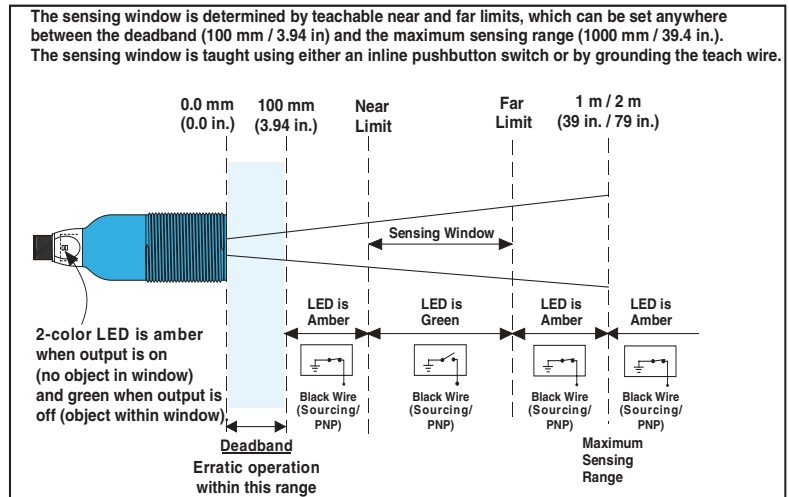 The sensing window is determined by teachable near and far limits, which can be set anywhere
between the deadband (100 mm / 3.94 in) and the maximum sensing range (1000 mm / 39.4 in.).
The sensing window is taught using either an inline pushbutton switch or by grounding the teach wire.
0.0 mm
(0.0 in.)
100 mm
(3.94 in.)
Near
Limit
Far
Limit
1 m / 2 m
(39 in. / 79 in.)
Sensing Window
LED is
Amber
LED is
Green
LED is
Amber
LED is
Amber
2-color LED is amber
when output is on
(no object in window)
and green when output is
off (object within window).
Black Wire
(Sourcing/
PNP)
Black Wire
(Sourcing/
PNP)
Black Wire
(Sourcing/
PNP)
Black Wire
(Sourcing/
PNP)
Deadband
Erratic operation
within this range
Maximum
Sensing
Range